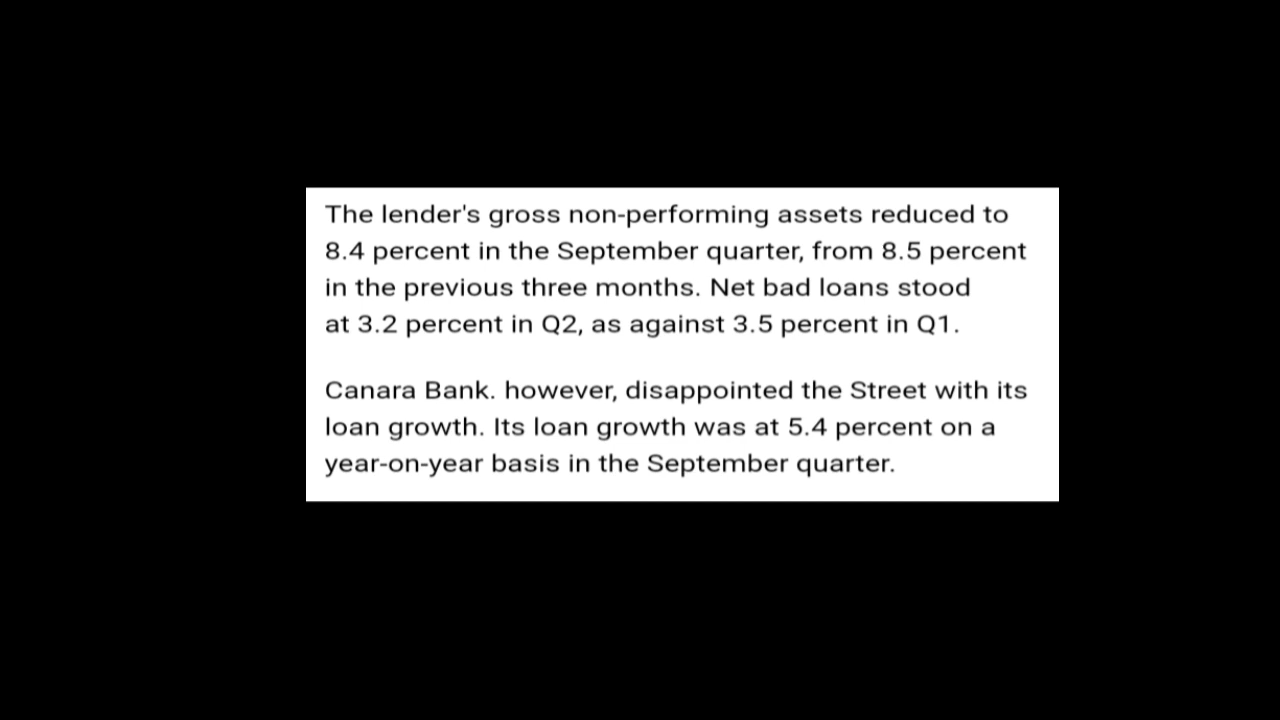 The lender's gross non-performing assets reduced to
8.4 percent in the September quarter, from 8.5 percent
in the previous three months. Net bad loans stood
at 3.2 percent in Q2, as against 3.5 percent in Q1.
Canara Bank. however, disappointed the Street with its
loan growth. Its loan growth was at 5.4 percent on a
year-on-year basis in the September quarter.